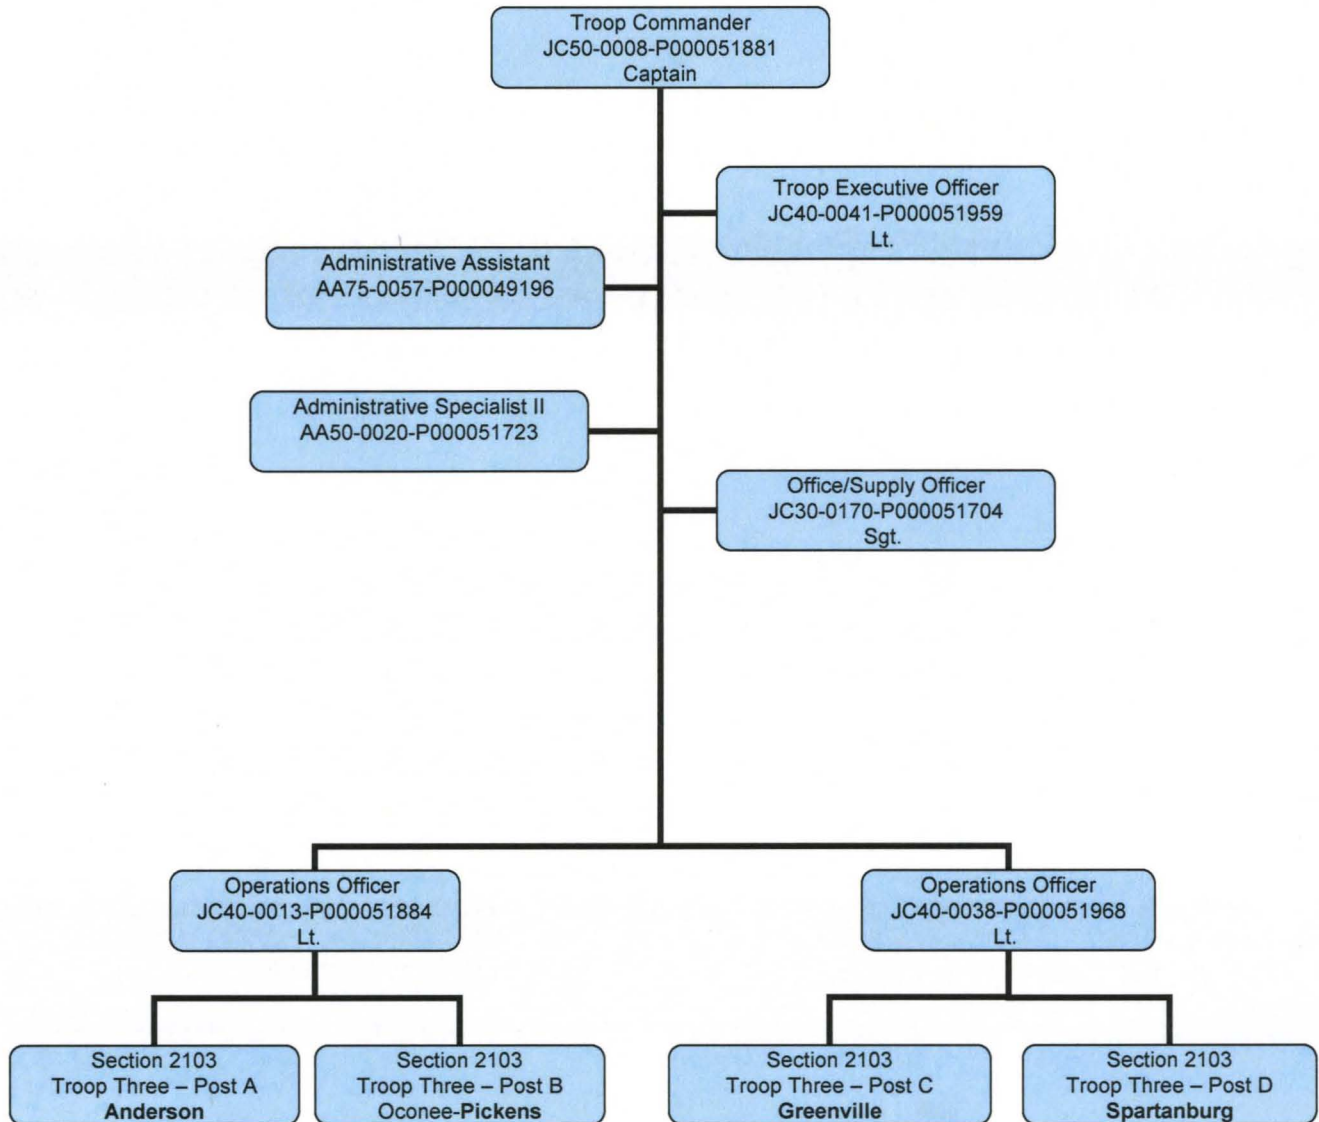 Troop Commander
JC50-0008-P000051881
Captain
Troop Executive Officer
JC40-0041-P000051959
Lt.
Administrative Assistant
AA75-0057-P000049196
Administrative Specialist II
AA50-0020-P000051723
Office/Supply Officer
JC30-0170-P000051704
Sgt.
Operations Officer
JC40-0013-P000051884
Lt.
Operations Officer
JC40-0038-P000051968
Lt.
Section 2103
Troop Three – Post A
Anderson
Section 2103
Troop Three – Post B
Oconee-Pickens
Section 2103
Troop Three – Post C
Greenville
Section 2103
Troop Three – Post D
Spartanburg